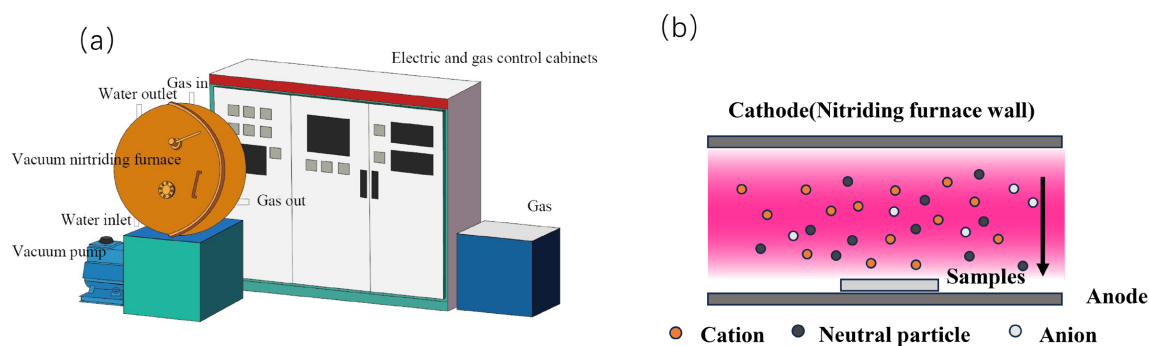 (a)
Electric and gas control cabinets
Gas in
Water outlet
Vacuum nirtriding furnace
Gas out
Water inlet
Gas
Vacuum pump
(b)
Cathode(Nitriding furnace wall)
Samples
Anode
Cation
Neutral particle
Anion